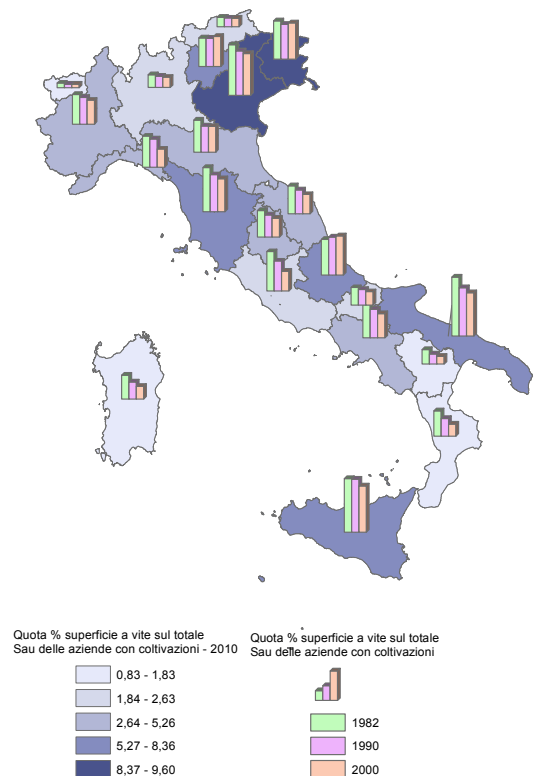 Quota % superficie a vite sul totale
Sau delle aziende con coltivazioni - 2010
0,83 - 1,83
1,84 - 2,63
2,64 - 5,26
5,27 - 8,36
8,37 - 9,60
Quota % superficie a vite sul totale
Sau delle aziende con coltivazioni
1982
1990
2000